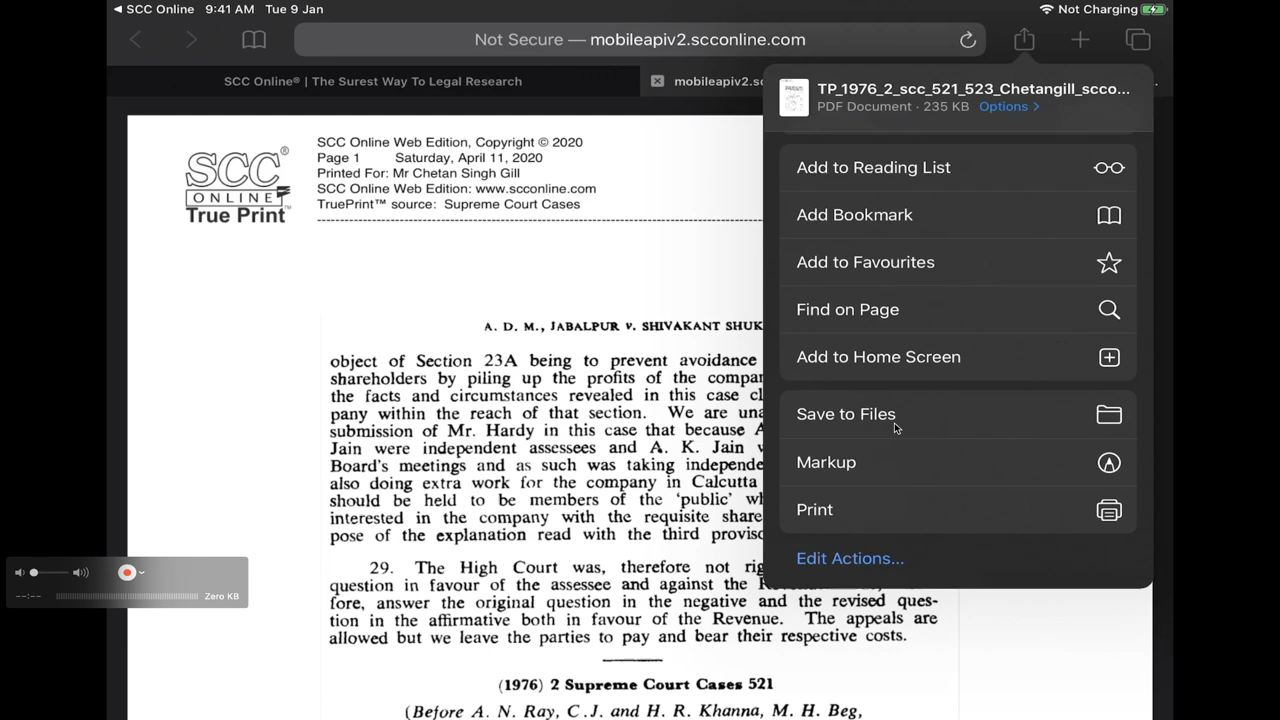 ◀ SCC Online 9:41 AM Tue 9 Jan
Not Charging
Not Secure — mobileapiv2.scconline.com
SCC Online® | The Surest Way To Legal Research
mobileapiv2.sc
TP_1976_2_scc_521_523_Chetangill_scco...
PDF Document · 235 KB Options >
Add to Reading List
Add Bookmark
Add to Favourites
Find on Page
Add to Home Screen
Save to Files
Markup
Print
Edit Actions...
SCC®
ONLINE
True Print™
SCC Online Web Edition, Copyright © 2020
Page 1 Saturday, April 11, 2020
Printed For: Mr Chetan Singh Gill
SCC Online Web Edition: www.scconline.com
TruePrint™ source: Supreme Court Cases
A. D. M., JABALPUR v. SHIVAKANT SHUK
object of Section 23A being to prevent avoidance
shareholders by piling up the profits of the compan
the facts and circumstances revealed in this case cl
pany within the reach of that section. We are una
submission of Mr. Hardy in this case that because A
Jain were independent assessees and A. K. Jain w
Board's meetings and as such was taking independe
also doing extra work for the company in Calcutta
should be held to be members of the 'public' wh
interested in the company with the requisite share
pose of the explanation read with the third proviso
29. The High Court was, therefore not rig
question in favour of the assessee and against the
fore, answer the original question in the negative and the revised ques-
tion in the affirmative both in favour of the Revenue. The appeals are
allowed but we leave the parties to pay and bear their respective costs.
(1976) 2 Supreme Court Cases 521
(Before A. N. Ray, C.J. and H. R. Khanna, M. H. Beg,
--:--
Zero KB